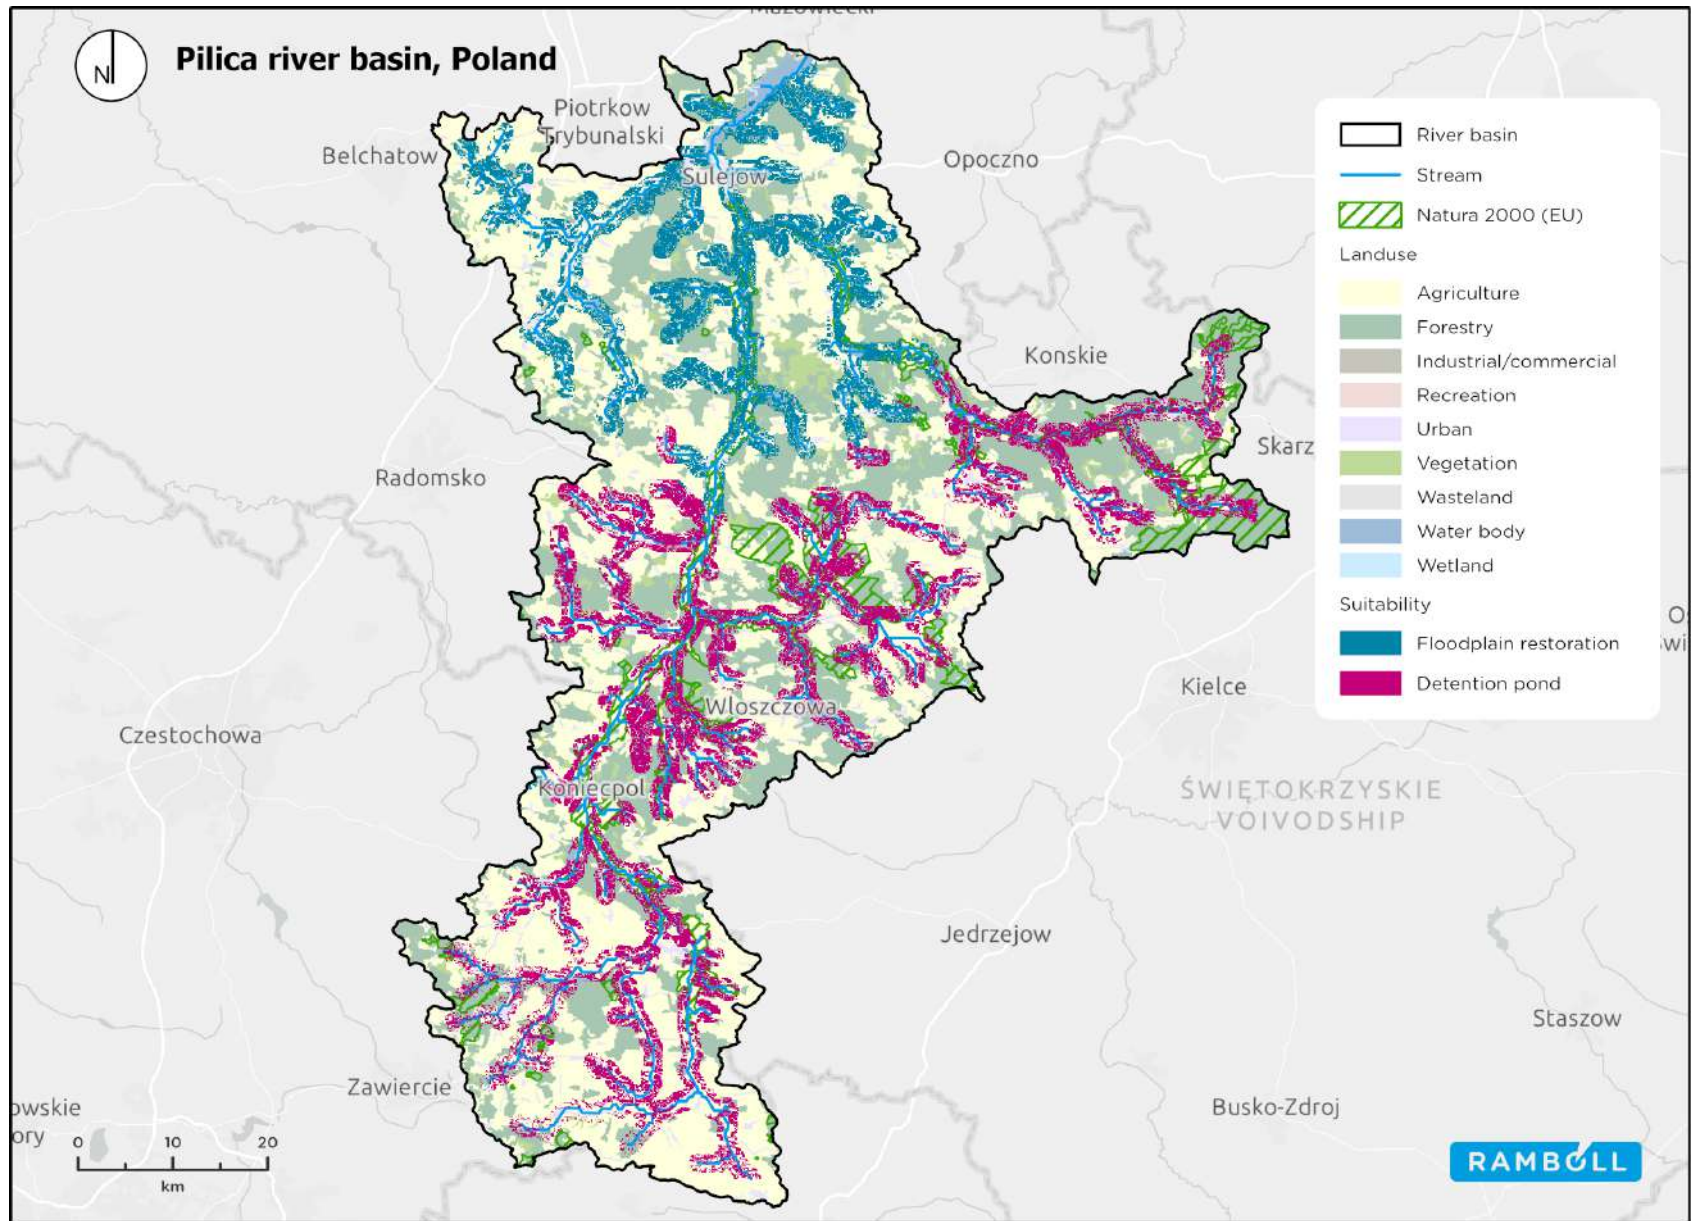 Mazowiecki
N
Pilica river basin, Poland
Piotrkow
Trybunalski
Belchatow
Opoczno
Sulejow
Konskie
Skarz
Radomsko
Kielce
Wloszczowa
Czestochowa
Koniecpol
ŚWIĘTOKRZYSKIE
VOIVODSHIP
Jedrzejow
Staszow
Zawiercie
Busko-Zdroj
owskie
ory
0 10 20
km
River basin
Stream
Natura 2000 (EU)
Landuse
Agriculture
Forestry
Industrial/commercial
Recreation
Urban
Vegetation
Wasteland
Water body
Wetland
Suitability
Floodplain restoration
Detention pond
RAMBOLL